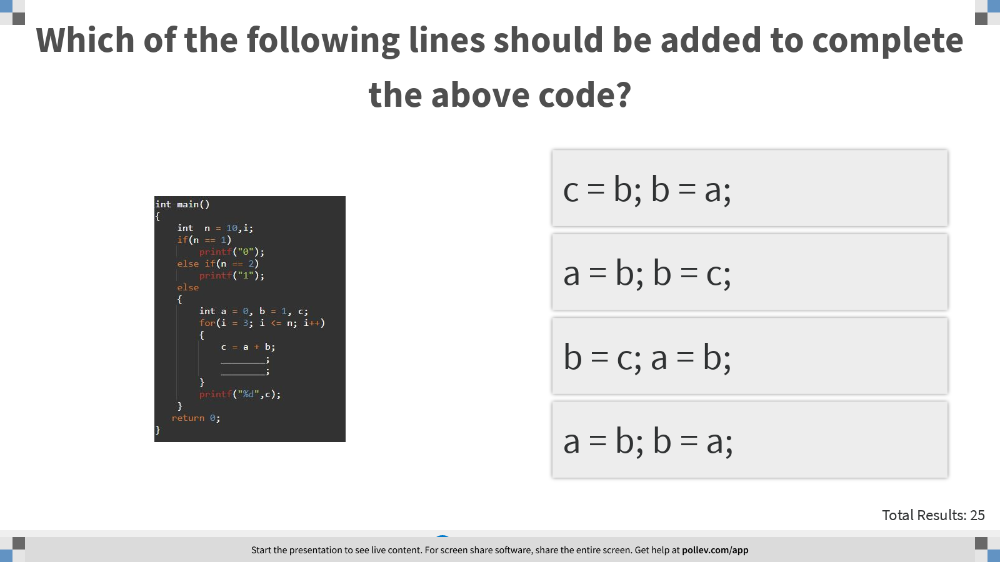 Which of the following lines should be added to complete
the above code?
int main()
{
int  n = 10,i;
if(n == 1)
printf("0");
else if(n == 2)
printf("1");
else
{
int a = 0, b = 1, c;
for(i = 3; i <= n; i++)
{
c = a + b;
________;
________;
}
printf("%d",c);
}
return 0;
}
c = b; b = a;
a = b; b = c;
b = c; a = b;
a = b; b = a;
Total Results: 25
Start the presentation to see live content. For screen share software, share the entire screen. Get help at pollev.com/app